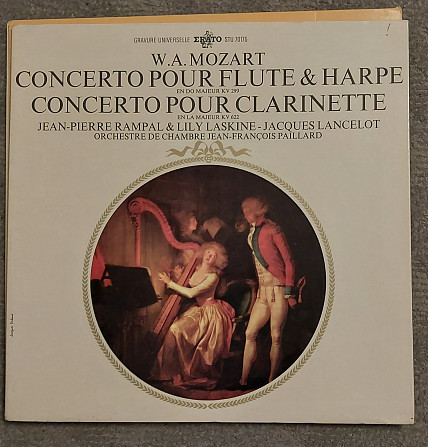 GRAVURE UNIVERSELLE ERATO STU 70175
W.A. MOZART
CONCERTO POUR FLUTE & HARPE
EN DO MAJEUR KV 299
CONCERTO POUR CLARINETTE
EN LA MAJEUR KV 622
JEAN-PIERRE RAMPAL & LILY LASKINE - JACQUES LANCELOT
ORCHESTRE DE CHAMBRE JEAN-FRANÇOIS PAILLARD